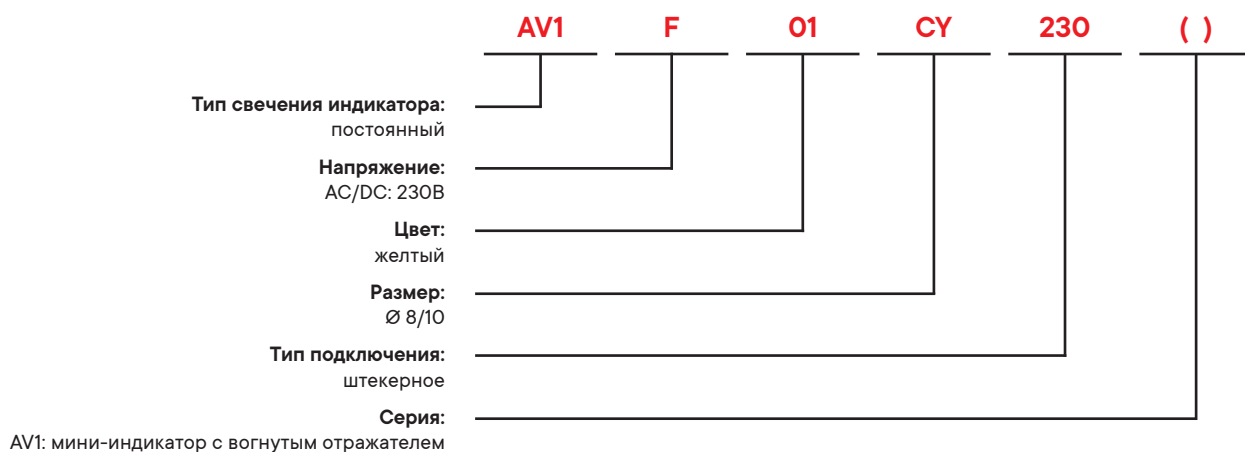 AV1 F 01 CY 230 ( )
Тип свечения индикатора:
постоянный
Напряжение:
AC/DC: 230В
Цвет:
желтый
Размер:
Ø 8/10
Тип подключения:
штекерное
Серия:
AV1: мини-индикатор с вогнутым отражателем